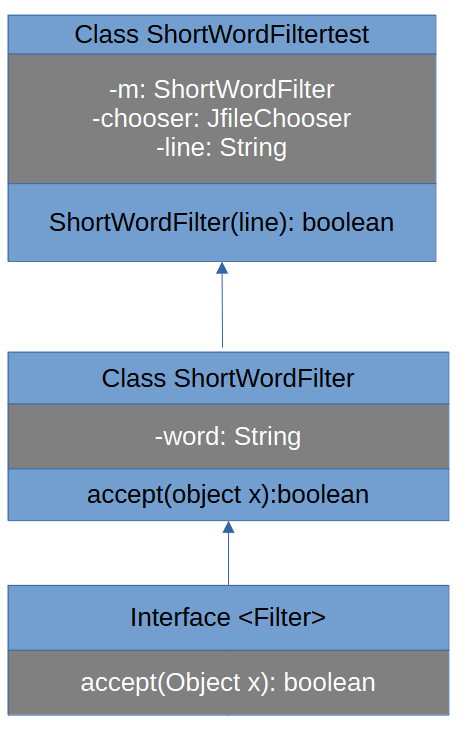 Class ShortWordFiltertest
-m: ShortWordFilter
-chooser: JfileChooser
-line: String
ShortWordFilter(line): boolean
Class ShortWordFilter
-word: String
accept(object x):boolean
Interface <Filter>
accept(Object x): boolean